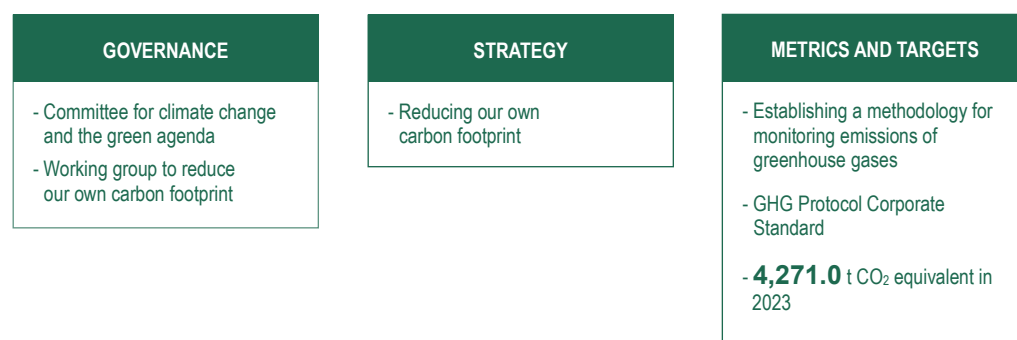 GOVERNANCE
- Committee for climate change
and the green agenda
- Working group to reduce
our own carbon footprint
STRATEGY
- Reducing our own
carbon footprint
METRICS AND TARGETS
- Establishing a methodology for
monitoring emissions of
greenhouse gases
- GHG Protocol Corporate
Standard
- 4,271.0 t CO₂ equivalent in
2023